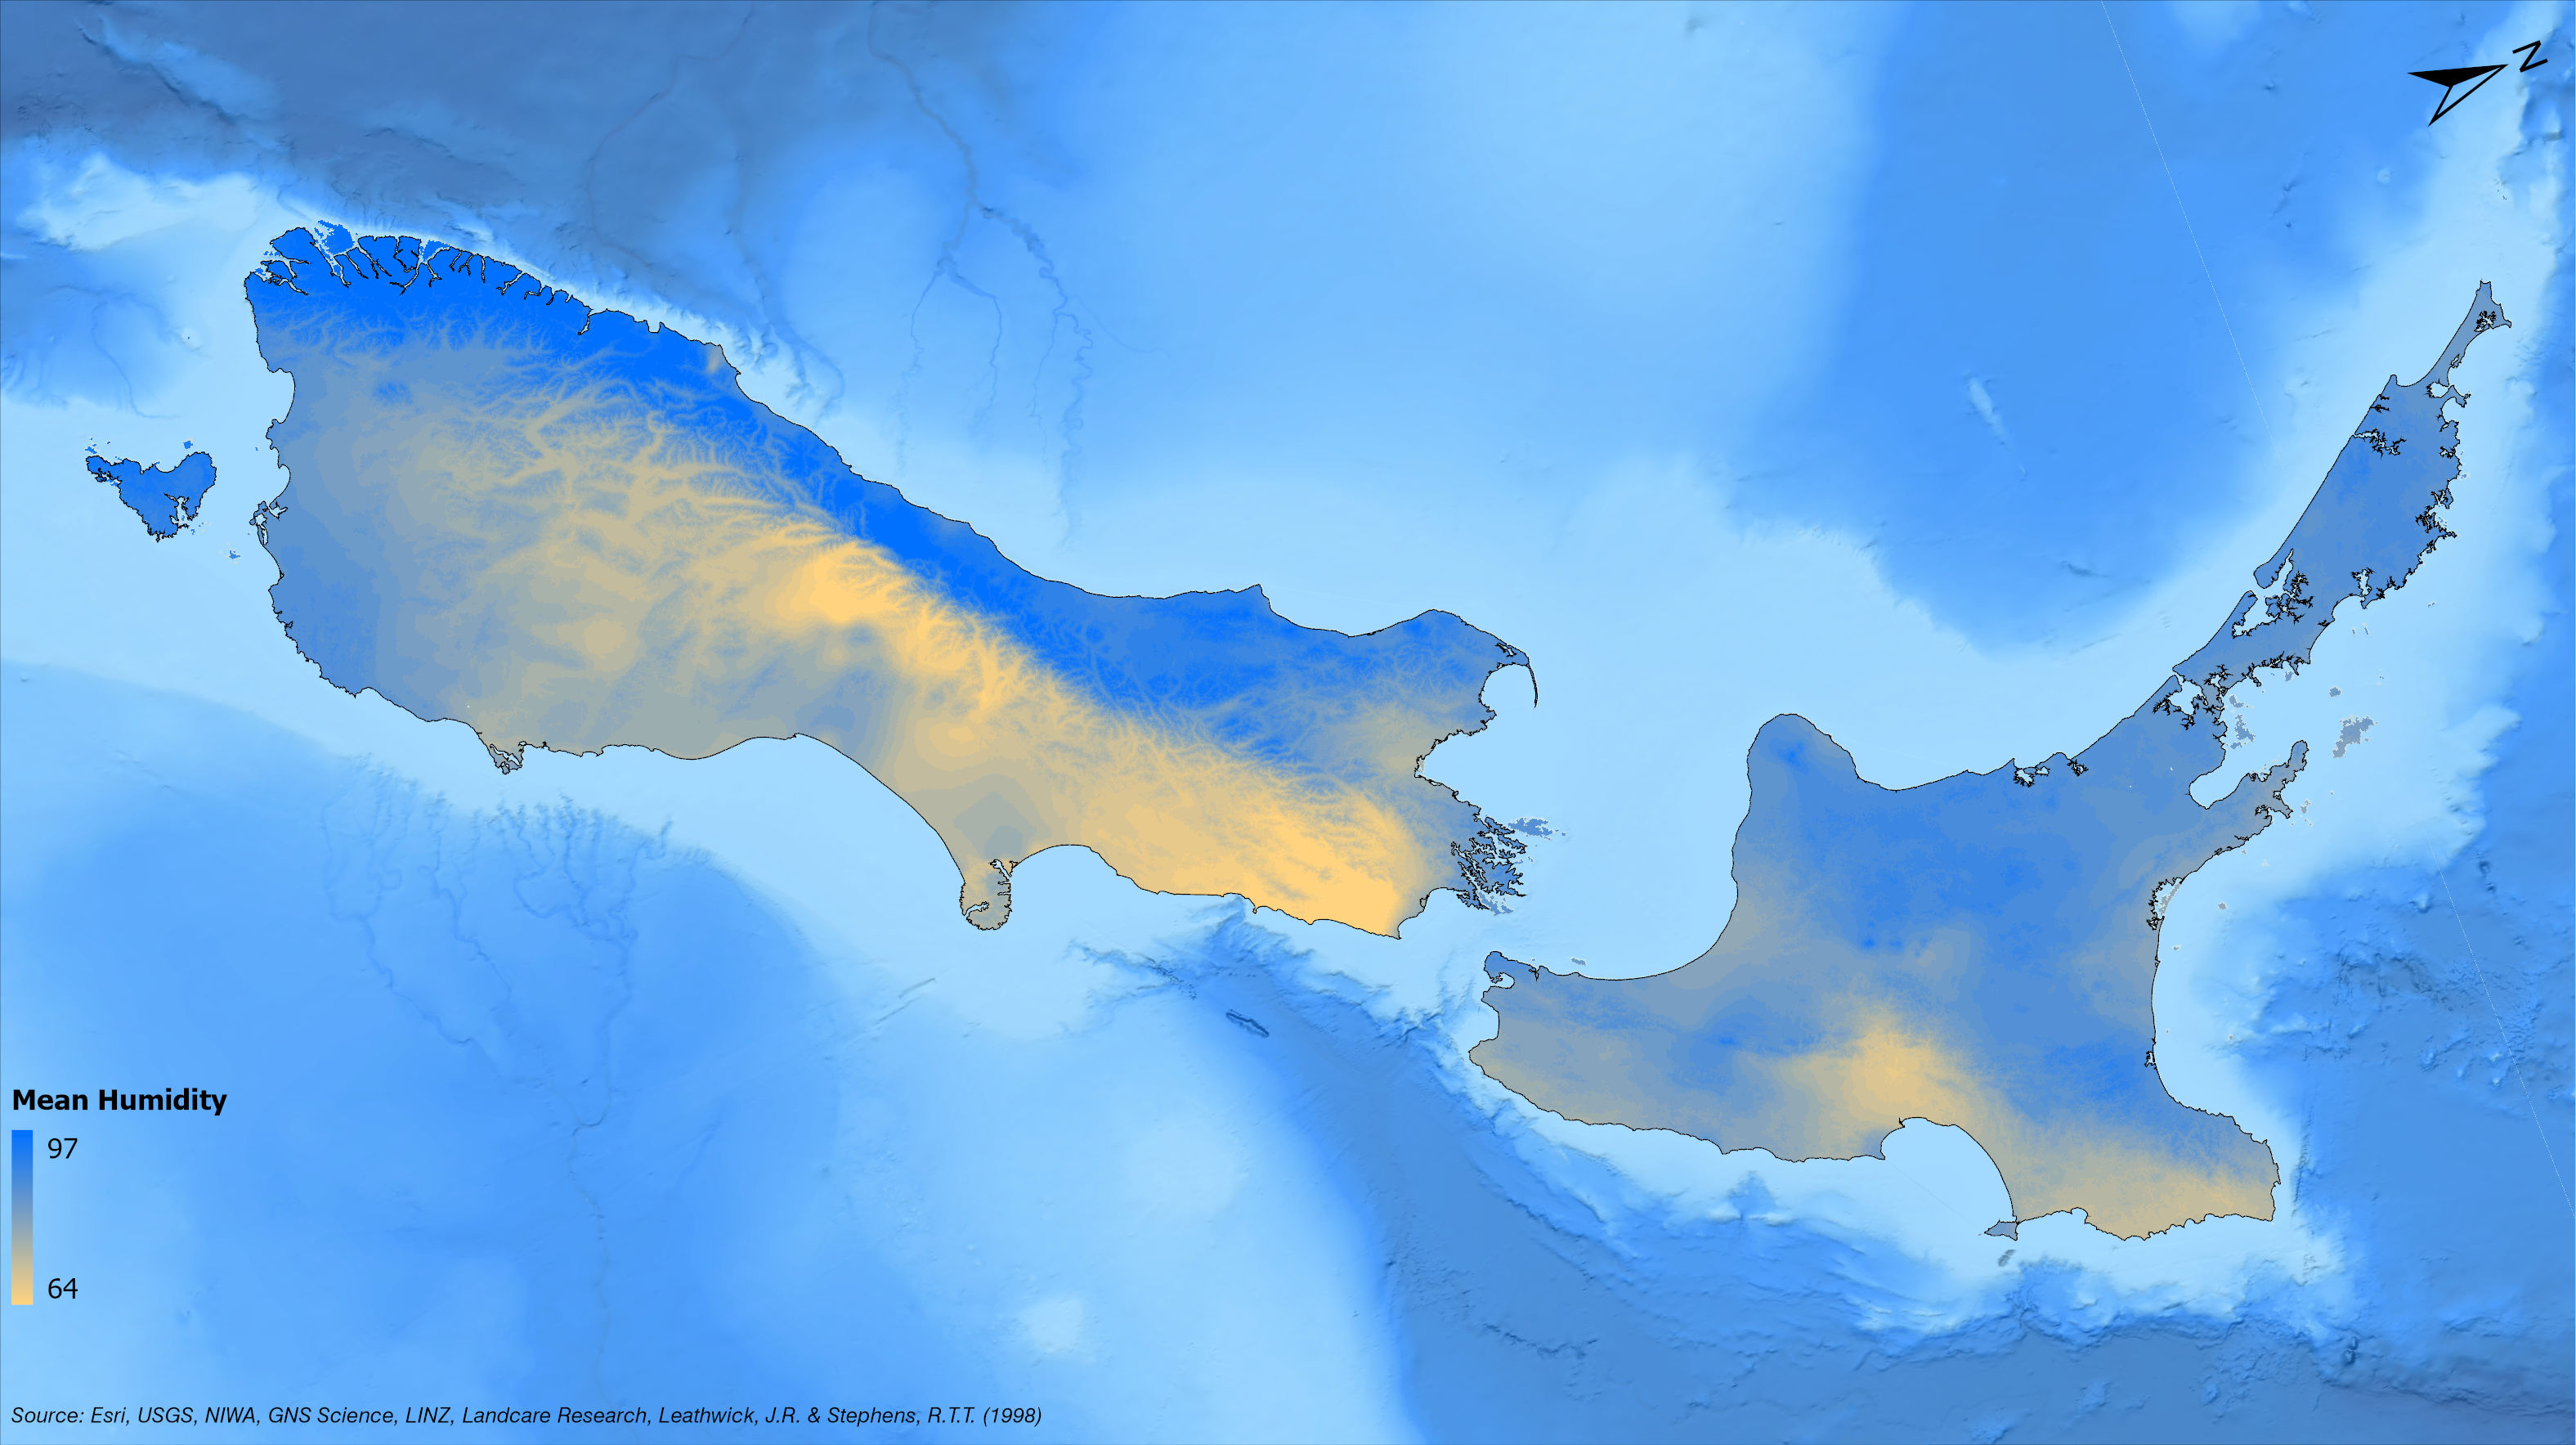 N
Mean Humidity
97
64
Source: Esri, USGS, NIWA, GNS Science, LINZ, Landcare Research, Leathwick, J.R. & Stephens, R.T.T. (1998)